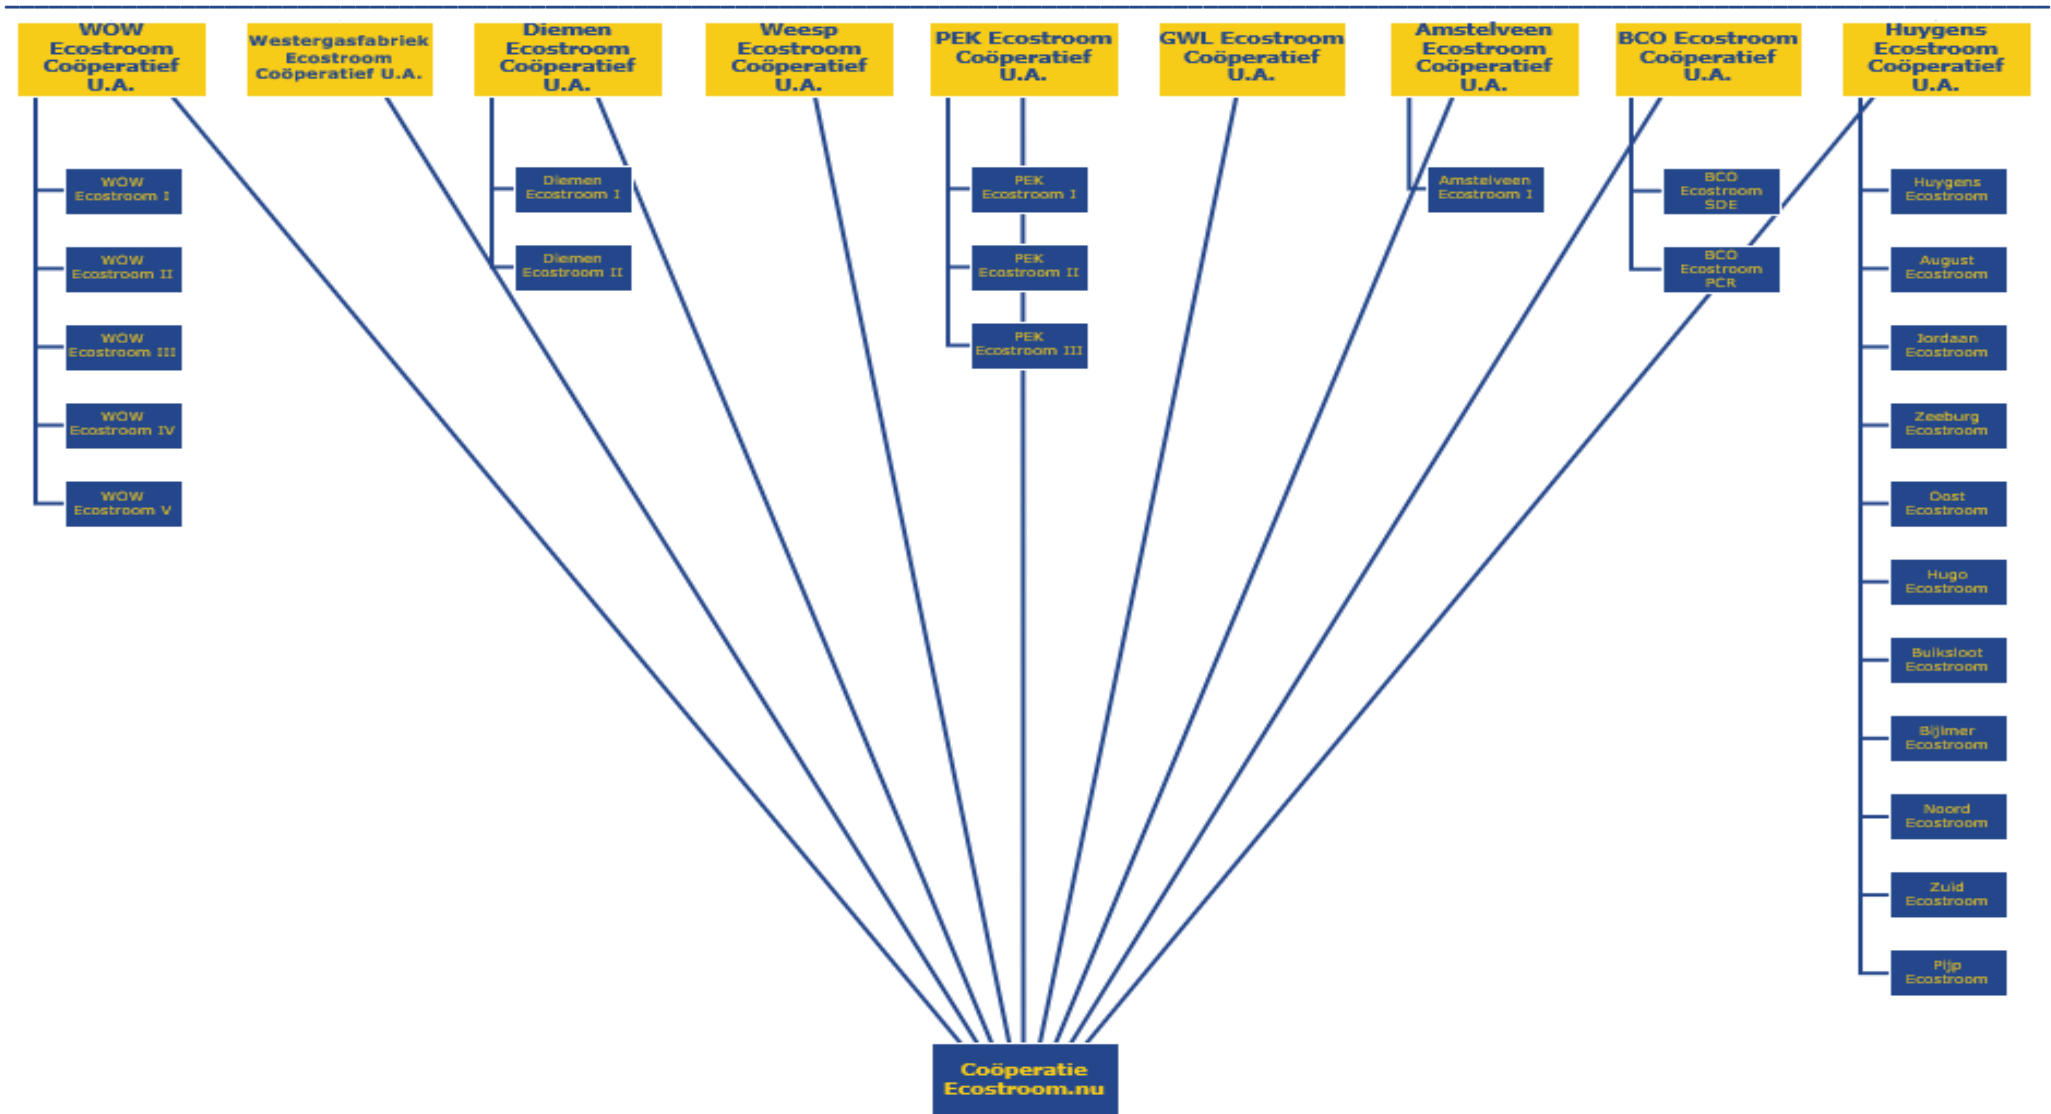 WOW
Ecostroom
Coöperatief
U.A.
Westergasfabriek
Ecostroom
Coöperatief U.A.
Diemen
Ecostroom
Coöperatief
U.A.
Weesp
Ecostroom
Coöperatief
U.A.
PEK Ecostroom
Coöperatief
U.A.
GWL Ecostroom
Coöperatief
U.A.
Amstelveen
Ecostroom
Coöperatief
U.A.
BCO Ecostroom
Coöperatief
U.A.
Huygens
Ecostroom
Coöperatief
U.A.
WOW
Ecostroom I
WOW
Ecostroom II
WOW
Ecostroom III
WOW
Ecostroom IV
WOW
Ecostroom V
Diemen
Ecostroom I
Diemen
Ecostroom II
PEK
Ecostroom I
PEK
Ecostroom II
PEK
Ecostroom III
Amstelveen
Ecostroom I
BCO
Ecostroom
SDE
BCO
Ecostroom
PCR
Huygens
Ecostroom
August
Ecostroom
Jordaan
Ecostroom
Zeeburg
Ecostroom
Oost
Ecostroom
Hugo
Ecostroom
Buiksloot
Ecostroom
Bijlmer
Ecostroom
Noord
Ecostroom
Zuid
Ecostroom
Pijp
Ecostroom
Coöperatie
Ecostroom.nu